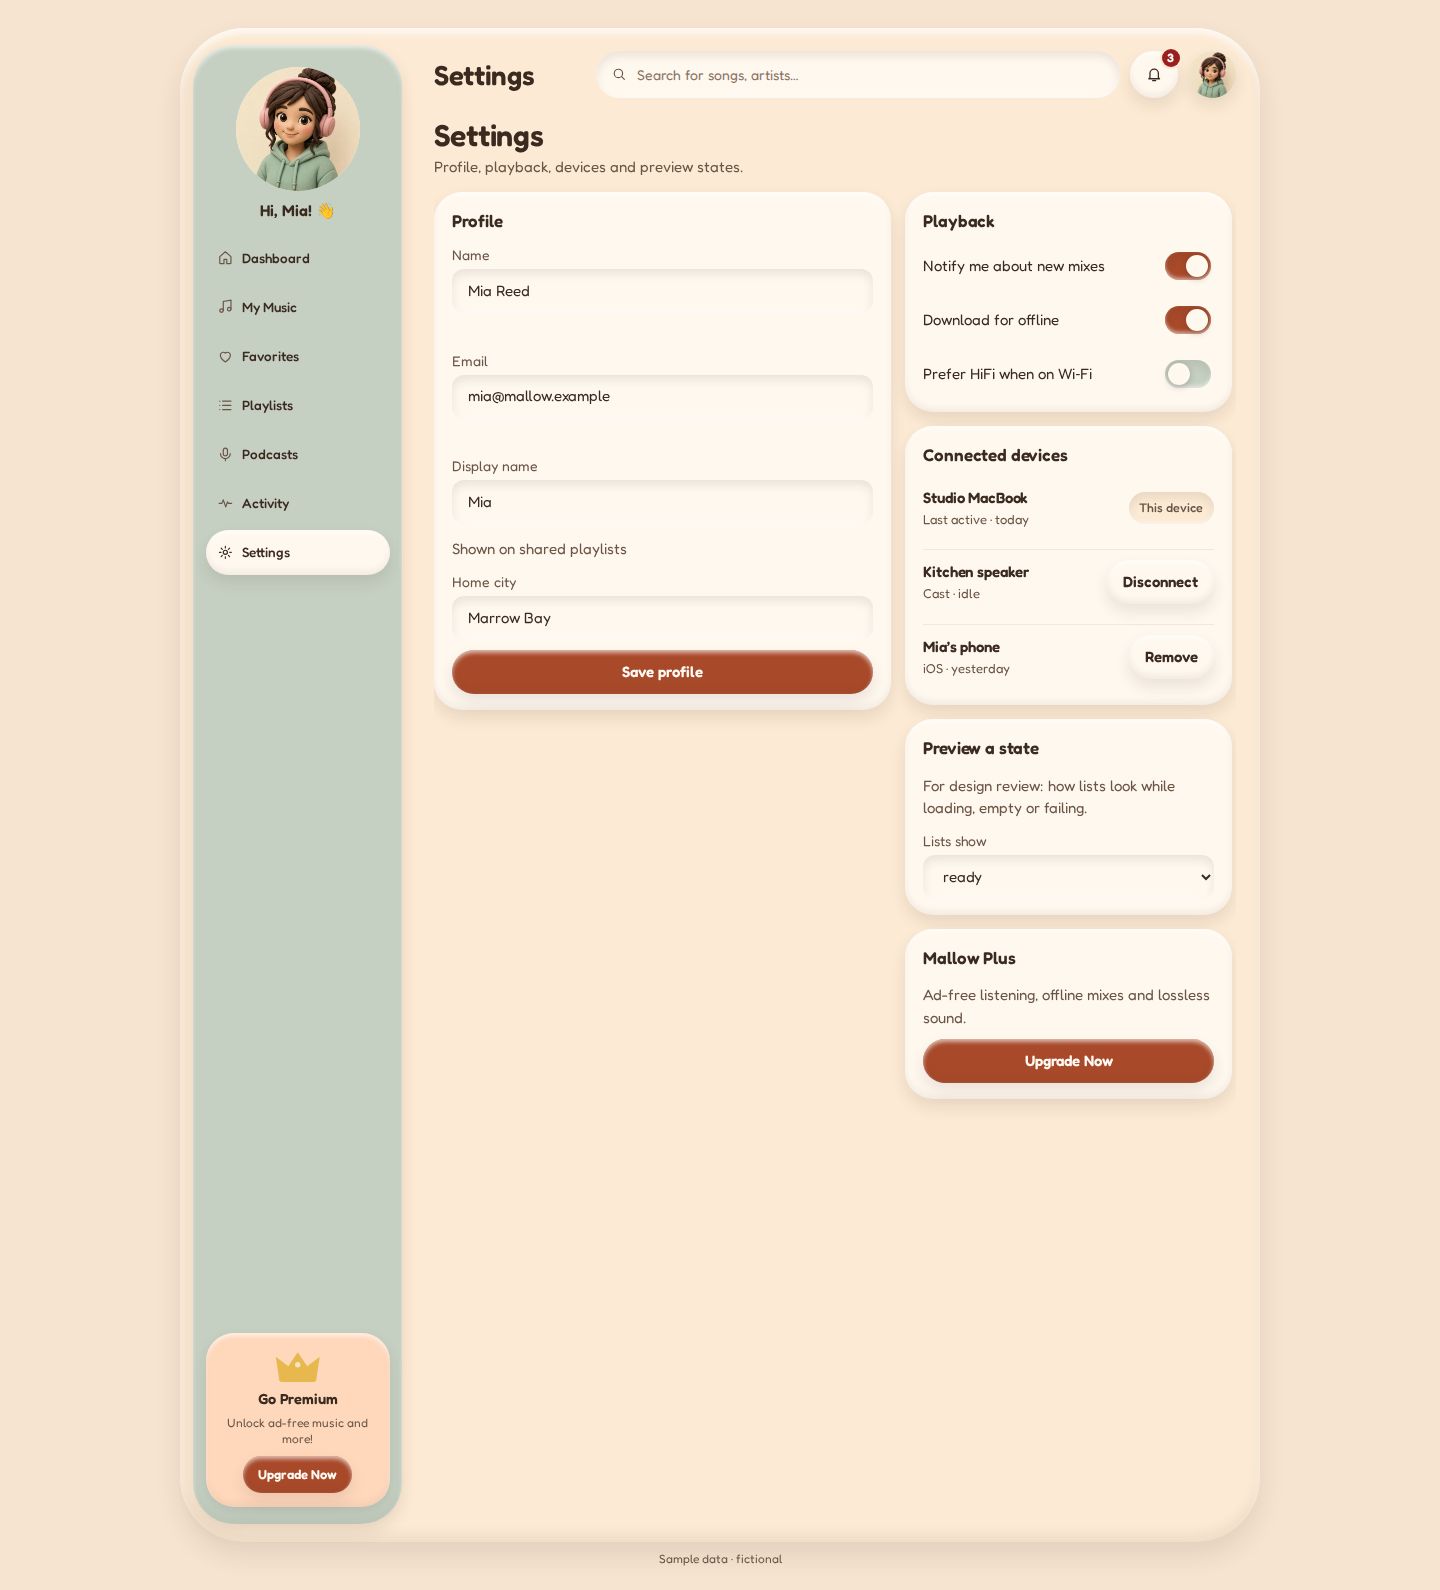 Hi, Mia! 👋
Dashboard
My Music
Favorites
Playlists
Podcasts
Activity
Settings
Go Premium
Unlock ad-free music and
more!
Upgrade Now
Settings
Search for songs, artists...
3
Settings
Profile, playback, devices and preview states.
Profile
Name
Mia Reed
Email
mia@mallow.example
Display name
Mia
Shown on shared playlists
Home city
Marrow Bay
Save profile
Playback
Notify me about new mixes
Download for offline
Prefer HiFi when on Wi-Fi
Connected devices
Studio MacBook
Last active · today
This device
Kitchen speaker
Cast · idle
Disconnect
Mia's phone
iOS · yesterday
Remove
Preview a state
For design review: how lists look while
loading, empty or failing.
Lists show
ready
Mallow Plus
Ad-free listening, offline mixes and lossless
sound.
Upgrade Now
Sample data · fictional